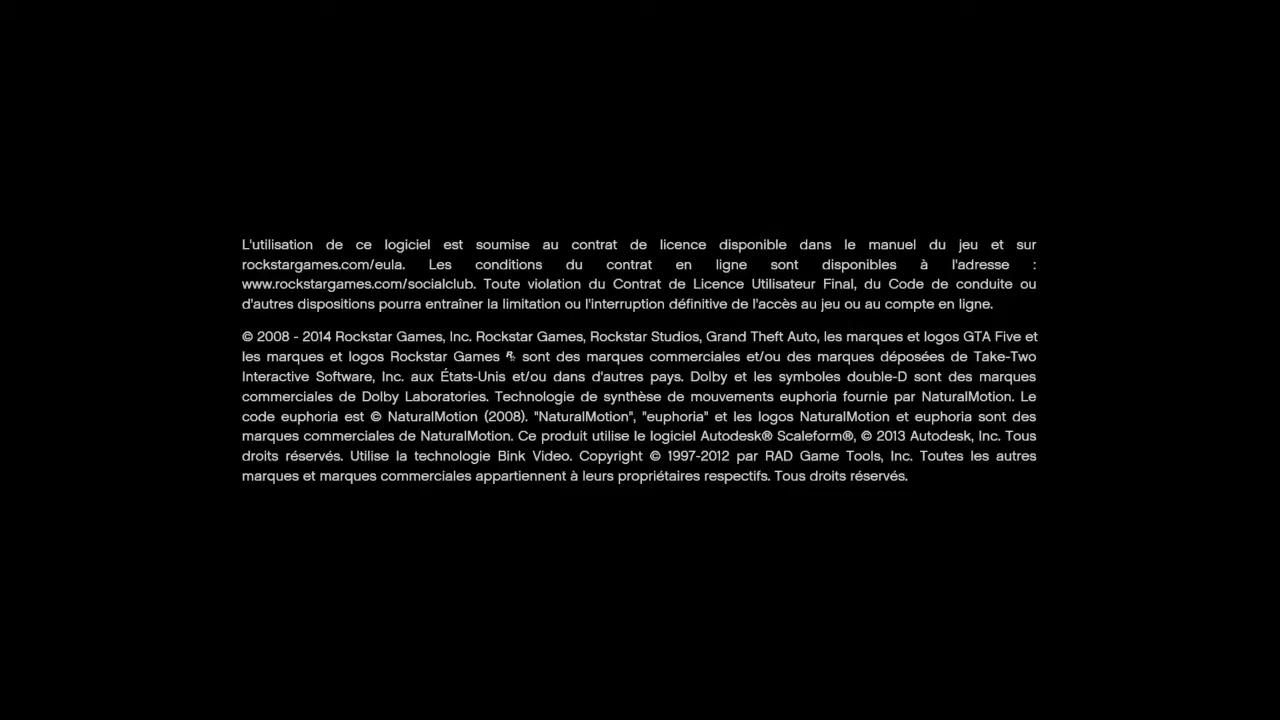 L'utilisation de ce logiciel est soumise au contrat de licence disponible dans le manuel du jeu et sur
rockstargames.com/eula. Les conditions du contrat en ligne sont disponibles à l'adresse :
www.rockstargames.com/socialclub. Toute violation du Contrat de Licence Utilisateur Final, du Code de conduite ou
d'autres dispositions pourra entraîner la limitation ou l'interruption définitive de l'accès au jeu ou au compte en ligne.
© 2008 - 2014 Rockstar Games, Inc. Rockstar Games, Rockstar Studios, Grand Theft Auto, les marques et logos GTA Five et
les marques et logos Rockstar Games R* sont des marques commerciales et/ou des marques déposées de Take-Two
Interactive Software, Inc. aux États-Unis et/ou dans d'autres pays. Dolby et les symboles double-D sont des marques
commerciales de Dolby Laboratories. Technologie de synthèse de mouvements euphoria fournie par NaturalMotion. Le
code euphoria est © NaturalMotion (2008). "NaturalMotion", "euphoria" et les logos NaturalMotion et euphoria sont des
marques commerciales de NaturalMotion. Ce produit utilise le logiciel Autodesk® Scaleform®, © 2013 Autodesk, Inc. Tous
droits réservés. Utilise la technologie Bink Video. Copyright © 1997-2012 par RAD Game Tools, Inc. Toutes les autres
marques et marques commerciales appartiennent à leurs propriétaires respectifs. Tous droits réservés.